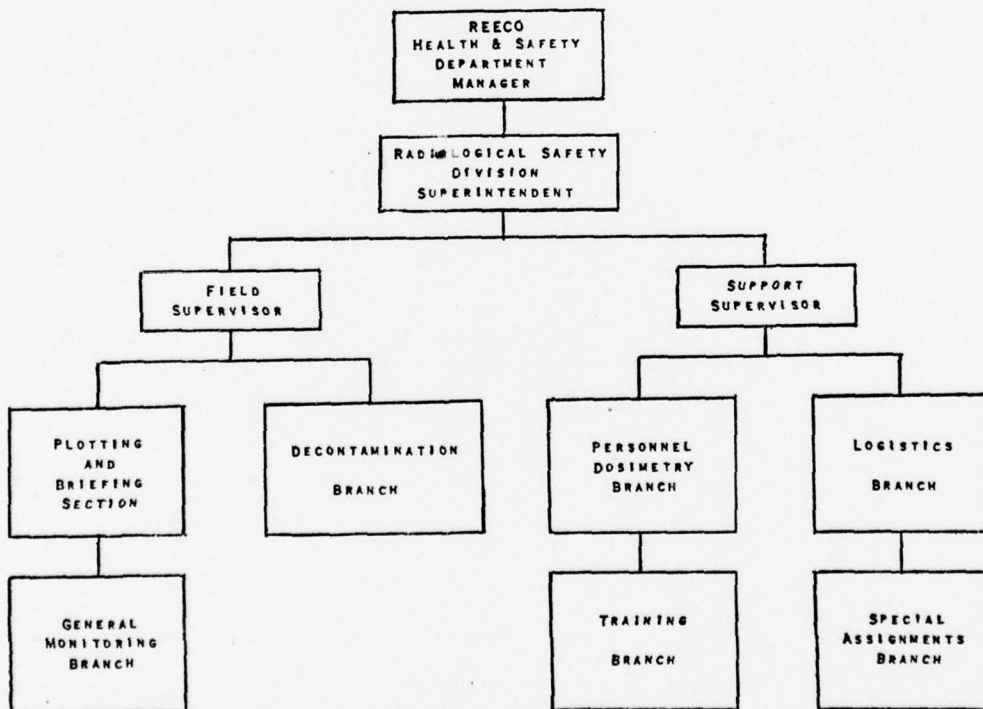 REECO
HEALTH & SAFETY
DEPARTMENT
MANAGER
RADIOLOGICAL SAFETY
DIVISION
SUPERINTENDENT
FIELD
SUPERVISOR
SUPPORT
SUPERVISOR
PLOTTING
AND
BRIEFING
SECTION
DECONTAMINATION
BRANCH
PERSONNEL
DOSIMETRY
BRANCH
LOGISTICS
BRANCH
GENERAL
MONITORING
BRANCH
TRAINING
BRANCH
SPECIAL
ASSIGNMENTS
BRANCH